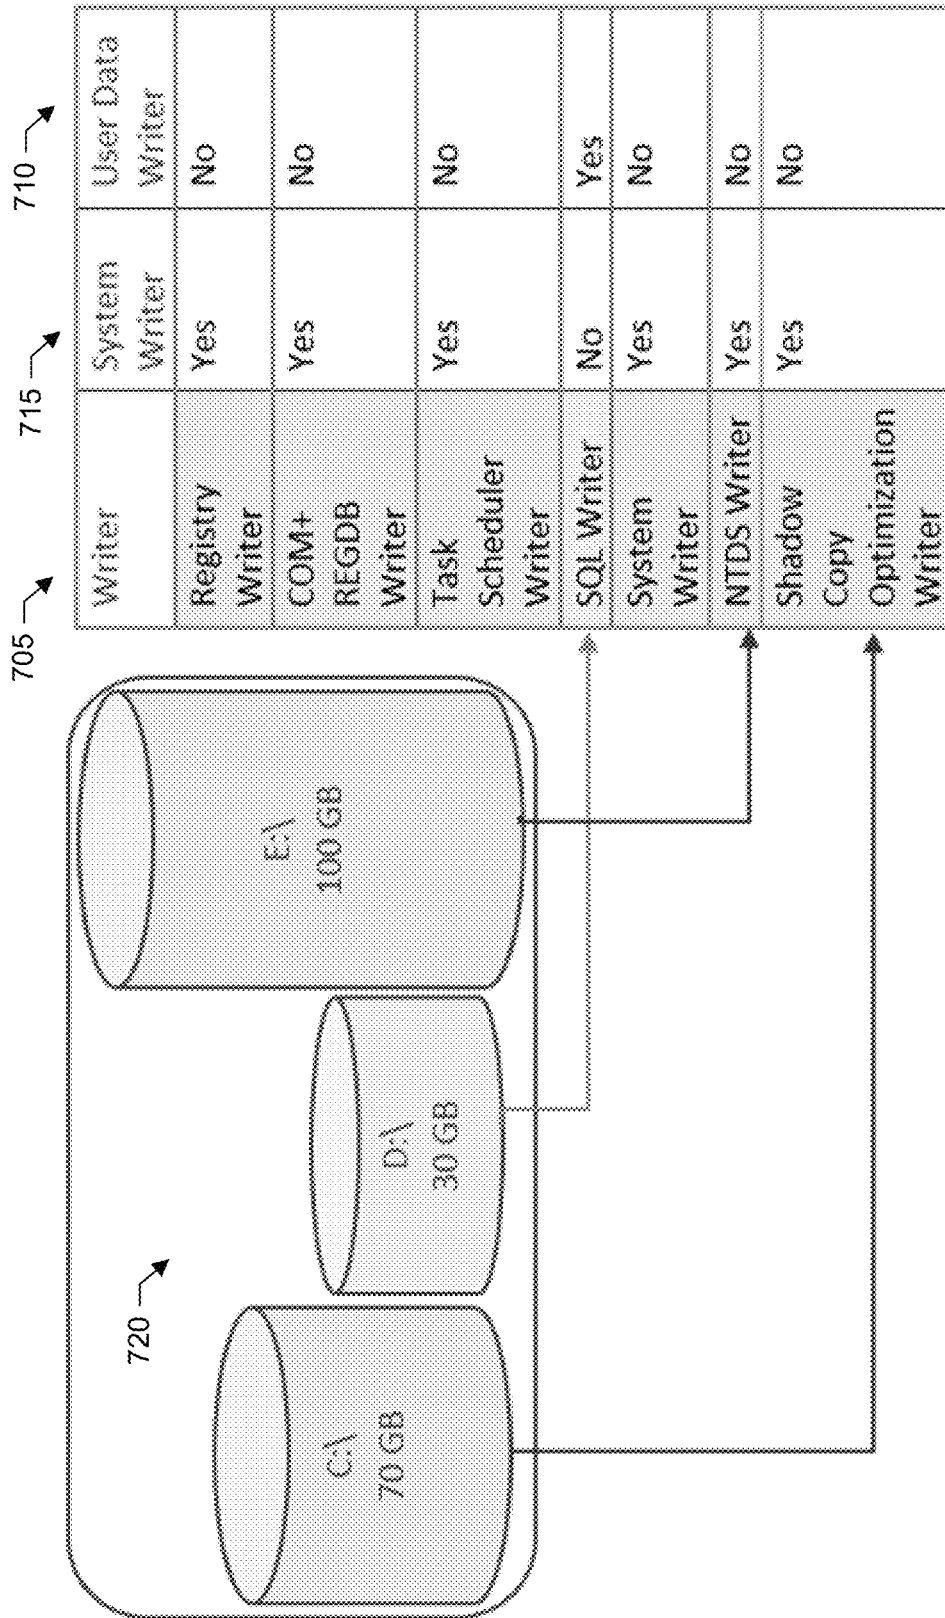 720
C:\
70 GB
D:\
30 GB
E:\
100 GB
705
715
710
Writer
System
Writer
User Data
Writer
Registry
Writer
Yes
No
COM+
REGDB
Writer
Yes
No
Task
Scheduler
Writer
Yes
No
SQL Writer
No
Yes
System
Writer
Yes
No
NTDS Writer
Yes
No
Shadow
Copy
Optimization
Writer
Yes
No